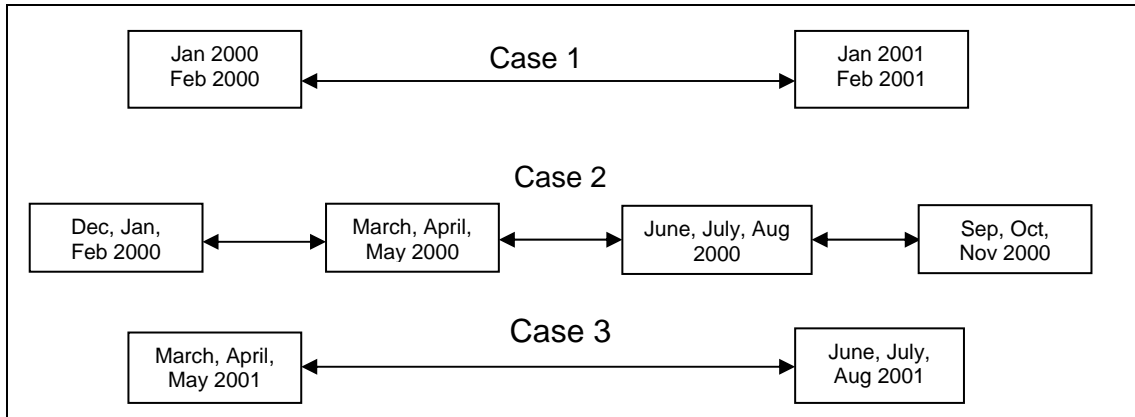 Case 1
Jan 2000
Feb 2000
Jan 2001
Feb 2001
Case 2
Dec, Jan,
Feb 2000
March, April,
May 2000
June, July, Aug
2000
Sep, Oct,
Nov 2000
Case 3
March, April,
May 2001
June, July,
Aug 2001